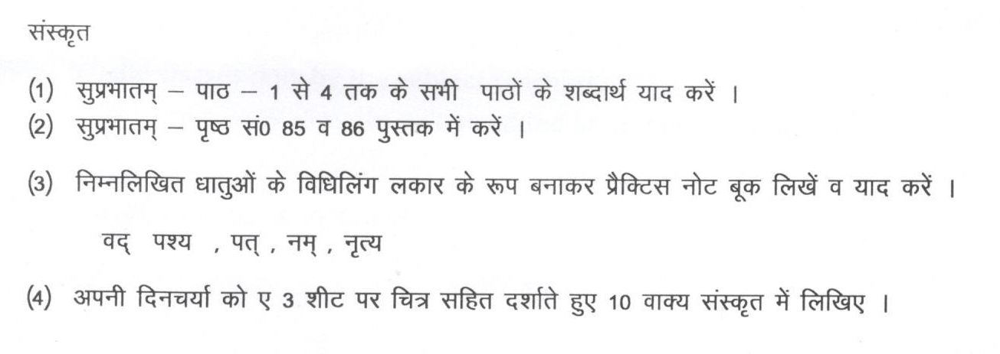 संस्कृत
(1) सुप्रभातम् – पाठ – 1 से 4 तक के सभी पाठों के शब्दार्थ याद करें ।
(2) सुप्रभातम् – पृष्ठ सं0 85 व 86 पुस्तक में करें ।
(3) निम्नलिखित धातुओं के विधिलिंग लकार के रूप बनाकर प्रैक्टिस नोट बूक लिखें व याद करें ।
वद् पश्य , पत् , नम् , नृत्य
(4) अपनी दिनचर्या को ए 3 शीट पर चित्र सहित दर्शाते हुए 10 वाक्य संस्कृत में लिखिए ।